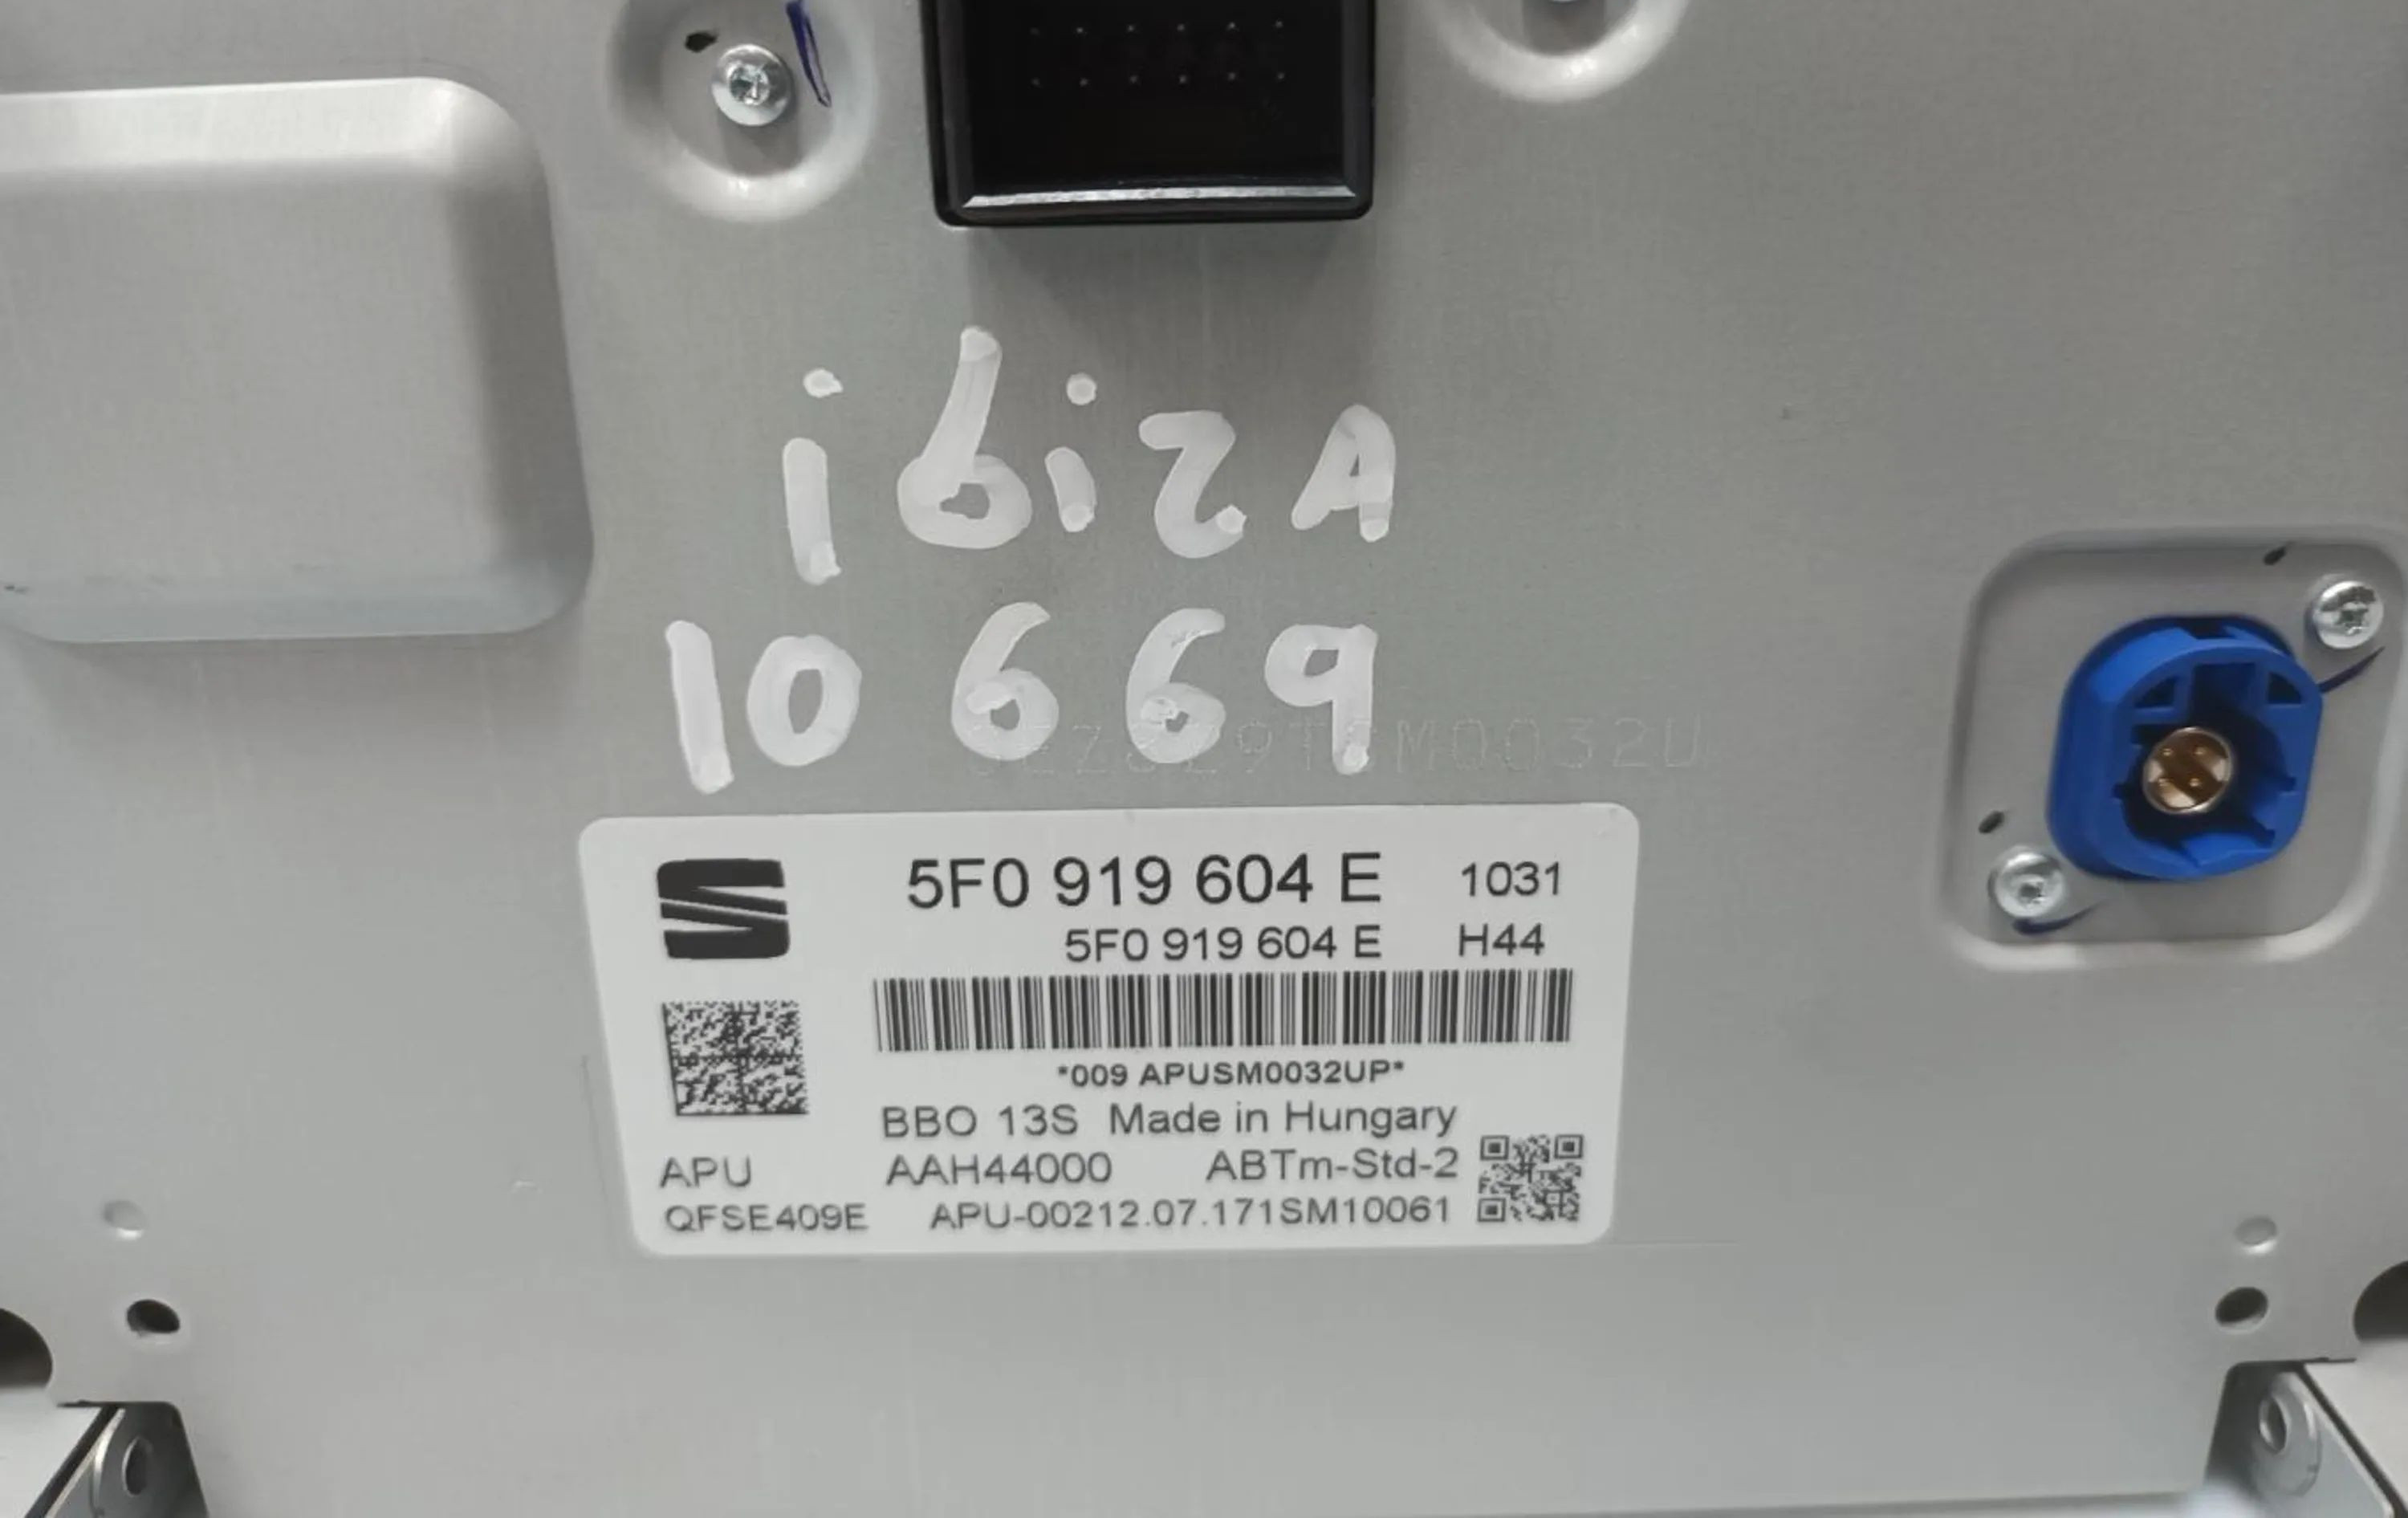 ibizA
10669
5F0 919 604 E 1031
5F0 919 604 E H44
*009 APUSM0032UP*
BBO 13S Made in Hungary
APU AAH44000 ABTm-Std-2
QFSE409E APU-00212.07.171SM10061